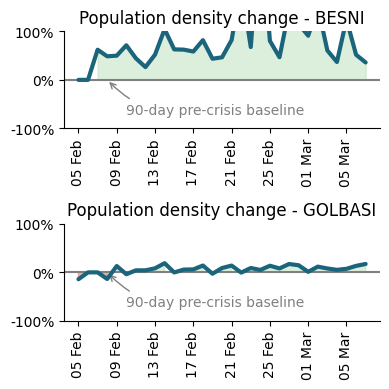 Population density change - BESNI
100%
0%
-100%
90-day pre-crisis baseline
05 Feb
09 Feb
13 Feb
17 Feb
21 Feb
25 Feb
01 Mar
05 Mar
Population density change - GOLBASI
100%
0%
-100%
90-day pre-crisis baseline
05 Feb
09 Feb
13 Feb
17 Feb
21 Feb
25 Feb
01 Mar
05 Mar